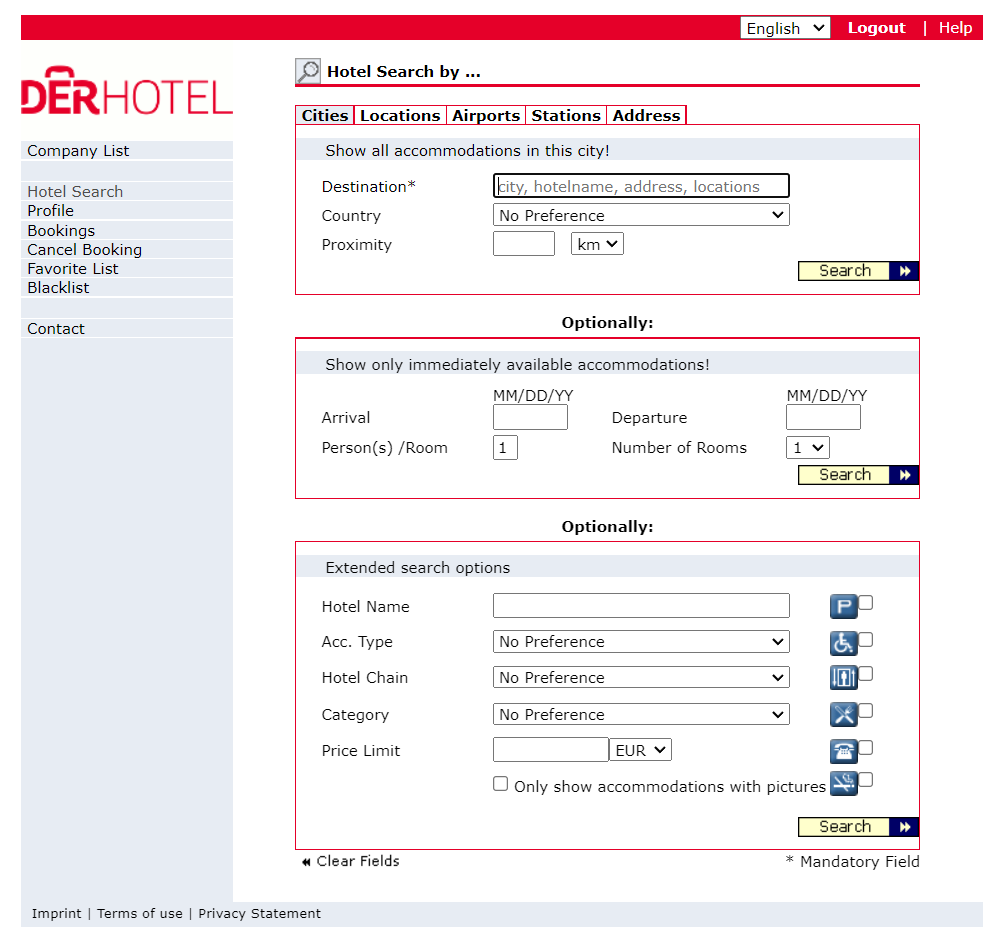 English Logout | Help
DERHOTEL
Hotel Search by ...
Cities Locations Airports Stations Address
Company List
Hotel Search
Profile
Bookings
Cancel Booking
Favorite List
Blacklist
Contact
Show all accommodations in this city!
Destination* city, hotelname, address, locations
Country No Preference
Proximity km
Search
Optionally:
Show only immediately available accommodations!
MM/DD/YY MM/DD/YY
Arrival Departure
Person(s) /Room 1 Number of Rooms 1
Search
Optionally:
Extended search options
Hotel Name P
Acc. Type No Preference
Hotel Chain No Preference
Category No Preference
Price Limit EUR
Only show accommodations with pictures
Search
Clear Fields * Mandatory Field
Imprint | Terms of use | Privacy Statement